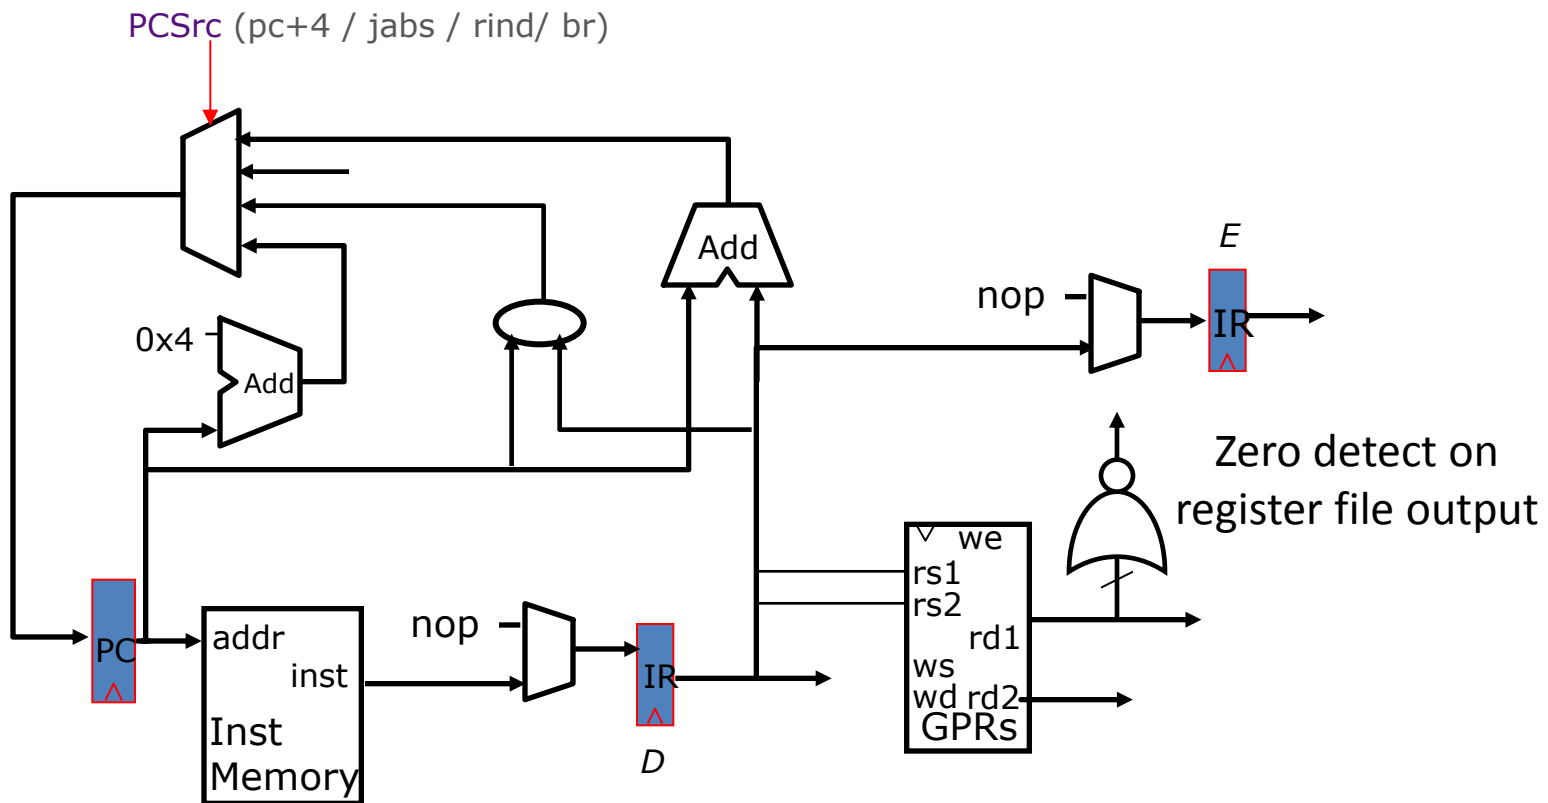 PCSrc (pc+4 / jabs / rind/ br)
Add
E
nop
IR
0x4
Add
Zero detect on
register file output
we
rs1
rs2
rd1
ws
wd rd2
GPRs
nop
PC
addr
inst
Inst
Memory
IR
D